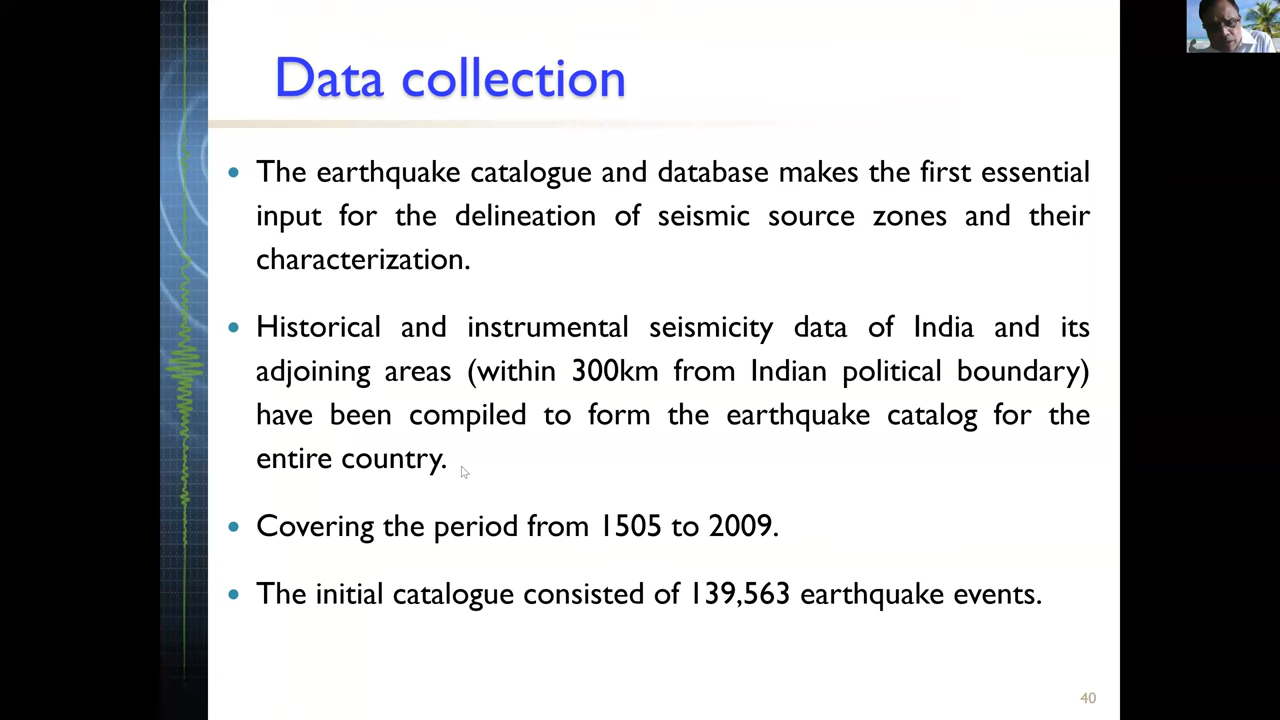 Data collection
• The earthquake catalogue and database makes the first essential
input for the delineation of seismic source zones and their
characterization.
• Historical and instrumental seismicity data of India and its
adjoining areas (within 300km from Indian political boundary)
have been compiled to form the earthquake catalog for the
entire country.
• Covering the period from 1505 to 2009.
• The initial catalogue consisted of 139,563 earthquake events.
40